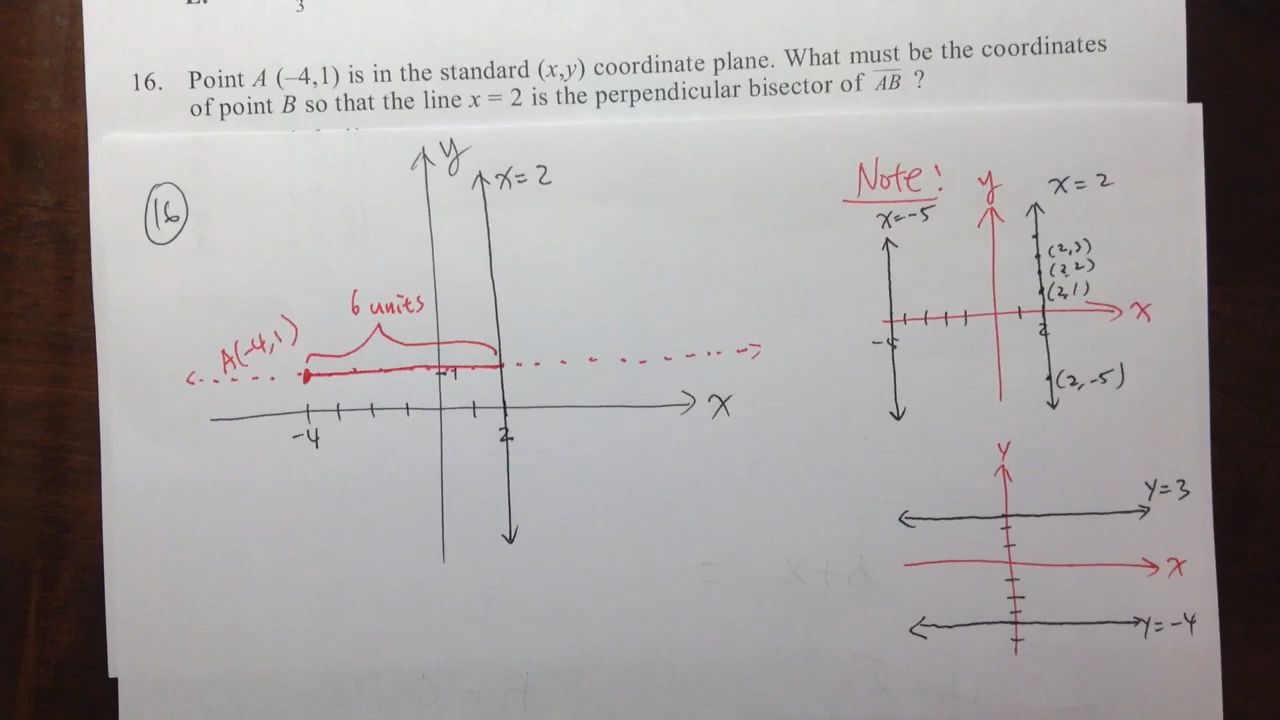 3
16. Point A (−4,1) is in the standard (x,y) coordinate plane. What must be the coordinates
of point B so that the line x = 2 is the perpendicular bisector of AB ?
16
y
x=2
6 units
A(-4,1)
1
x
-4
2
Note!
y
x=2
x=-5
(2,3)
(2,2)
(2,1)
x
2
-5
(2,-5)
y
y=3
x
y=-4